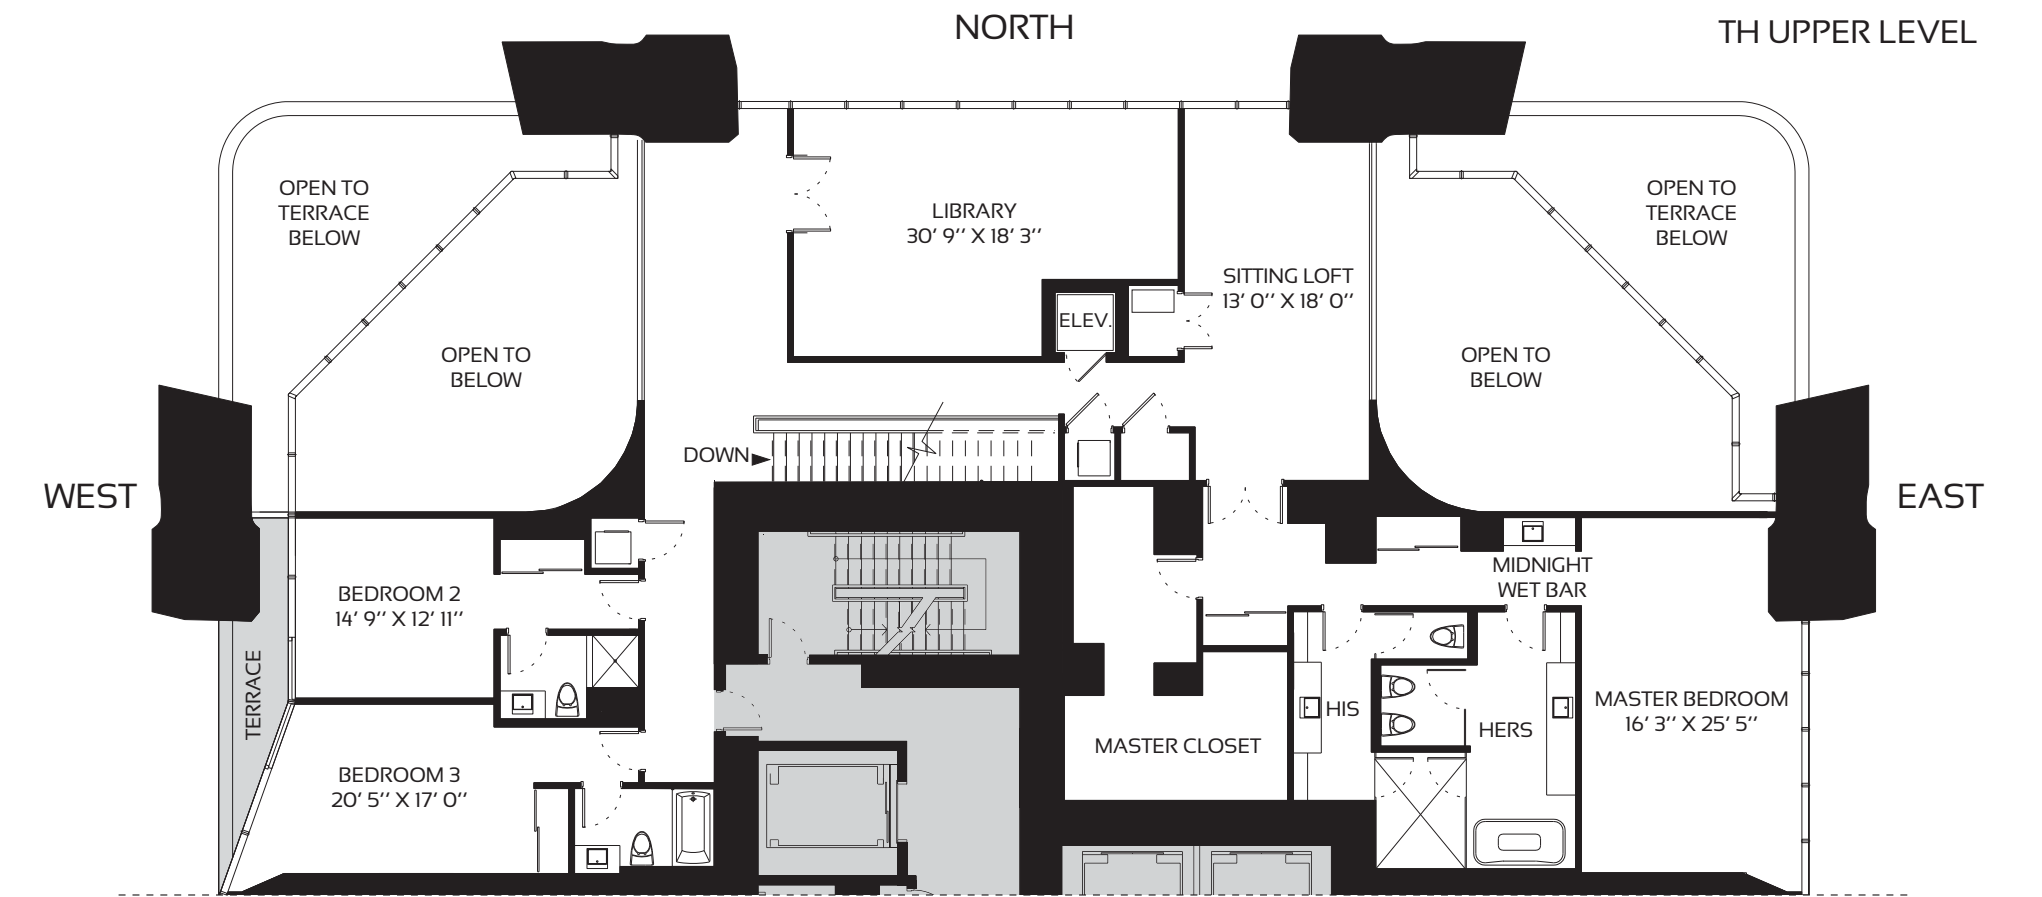 NORTH
TH UPPER LEVEL
OPEN TO
TERRACE
BELOW
LIBRARY
30' 9'' X 18' 3''
OPEN TO
TERRACE
BELOW
SITTING LOFT
13' 0'' X 18' 0''
ELEV.
OPEN TO
BELOW
OPEN TO
BELOW
DOWN
WEST
EAST
BEDROOM 2
14' 9'' X 12' 11''
MIDNIGHT
WET BAR
TERRACE
MASTER BEDROOM
16' 3'' X 25' 5''
HIS
HERS
MASTER CLOSET
BEDROOM 3
20' 5'' X 17' 0''